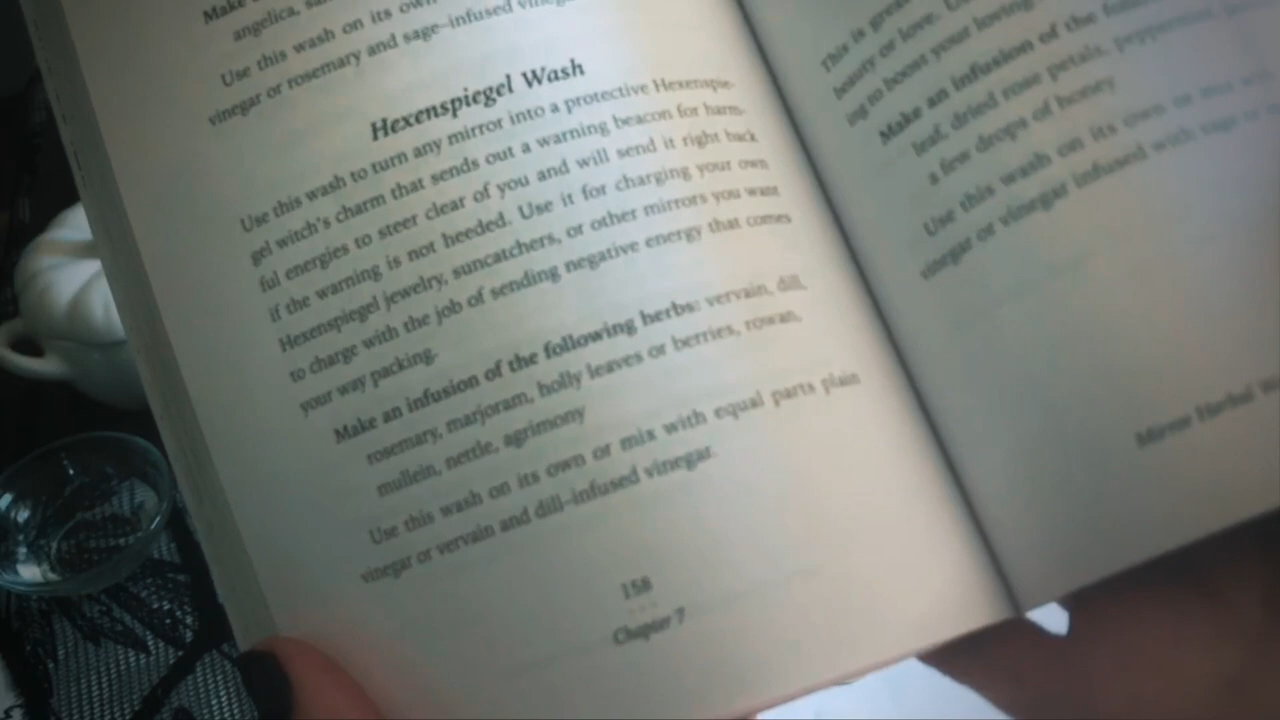 Make
angelica,
Use this wash on its own
vinegar or rosemary and sage-infused
Hexenspiegel Wash
Use this wash to turn any mirror into a protective Hexenspie-
gel witch's charm that sends out a warning beacon for harm-
ful energies to steer clear of you and will send it right back
if the warning is not heeded. Use it for charging your own
Hexenspiegel jewelry, suncatchers, or other mirrors you want
to charge with the job of sending negative energy that comes
your way packing.
Make an infusion of the following herbs: vervain, dill,
rosemary, marjoram, holly leaves or berries, rowan,
mullein, nettle, agrimony
Use this wash on its own or mix with equal parts plain
vinegar or vervain and dill-infused vinegar.
158
Chapter 7
This is
beauty or love.
ing to boost your loving
Make an infusion of the
leaf, dried rose petals, peppermint
a few drops of honey
Use this wash on its own or mix
vinegar or vinegar infused with
Mirror Herbal